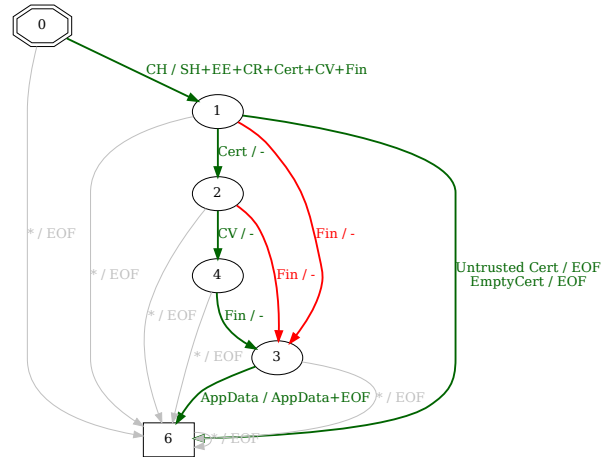 0
CH / SH+EE+CR+Cert+CV+Fin
1
Cert / -
2
* / EOF
Fin / -
CV / -
* / EOF
Untrusted Cert / EOF
EmptyCert / EOF
4
Fin / -
* / EOF
Fin / -
* / EOF
3
AppData / AppData+EOF
* / EOF
6
* / EOF